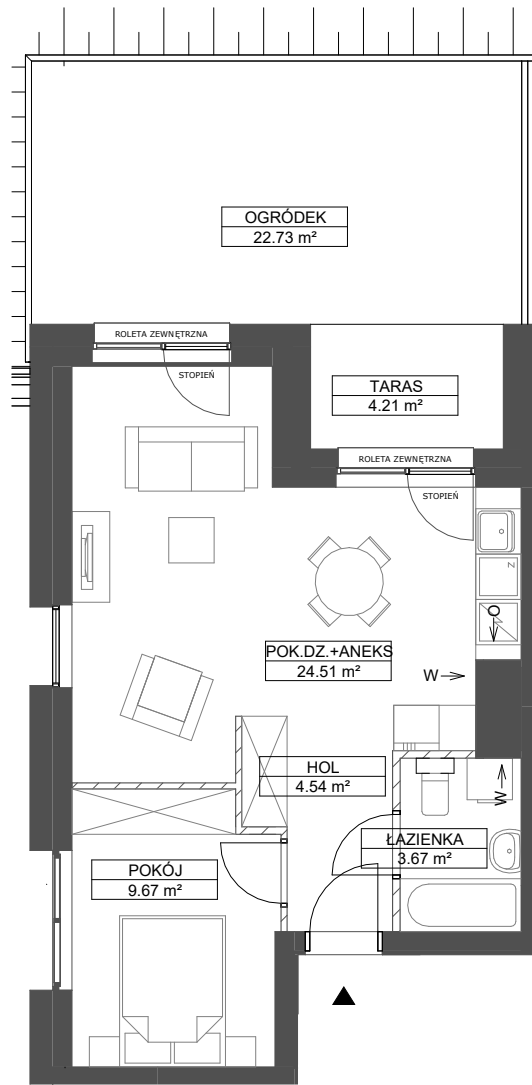 OGRÓDEK
22.73 m²
ROLETA ZEWNĘTRZNA
STOPIEŃ
TARAS
4.21 m²
ROLETA ZEWNĘTRZNA
STOPIEŃ
Z
O
POK.DZ.+ANEKS
24.51 m²
W
HOL
4.54 m²
W
ŁAZIENKA
3.67 m²
POKÓJ
9.67 m²